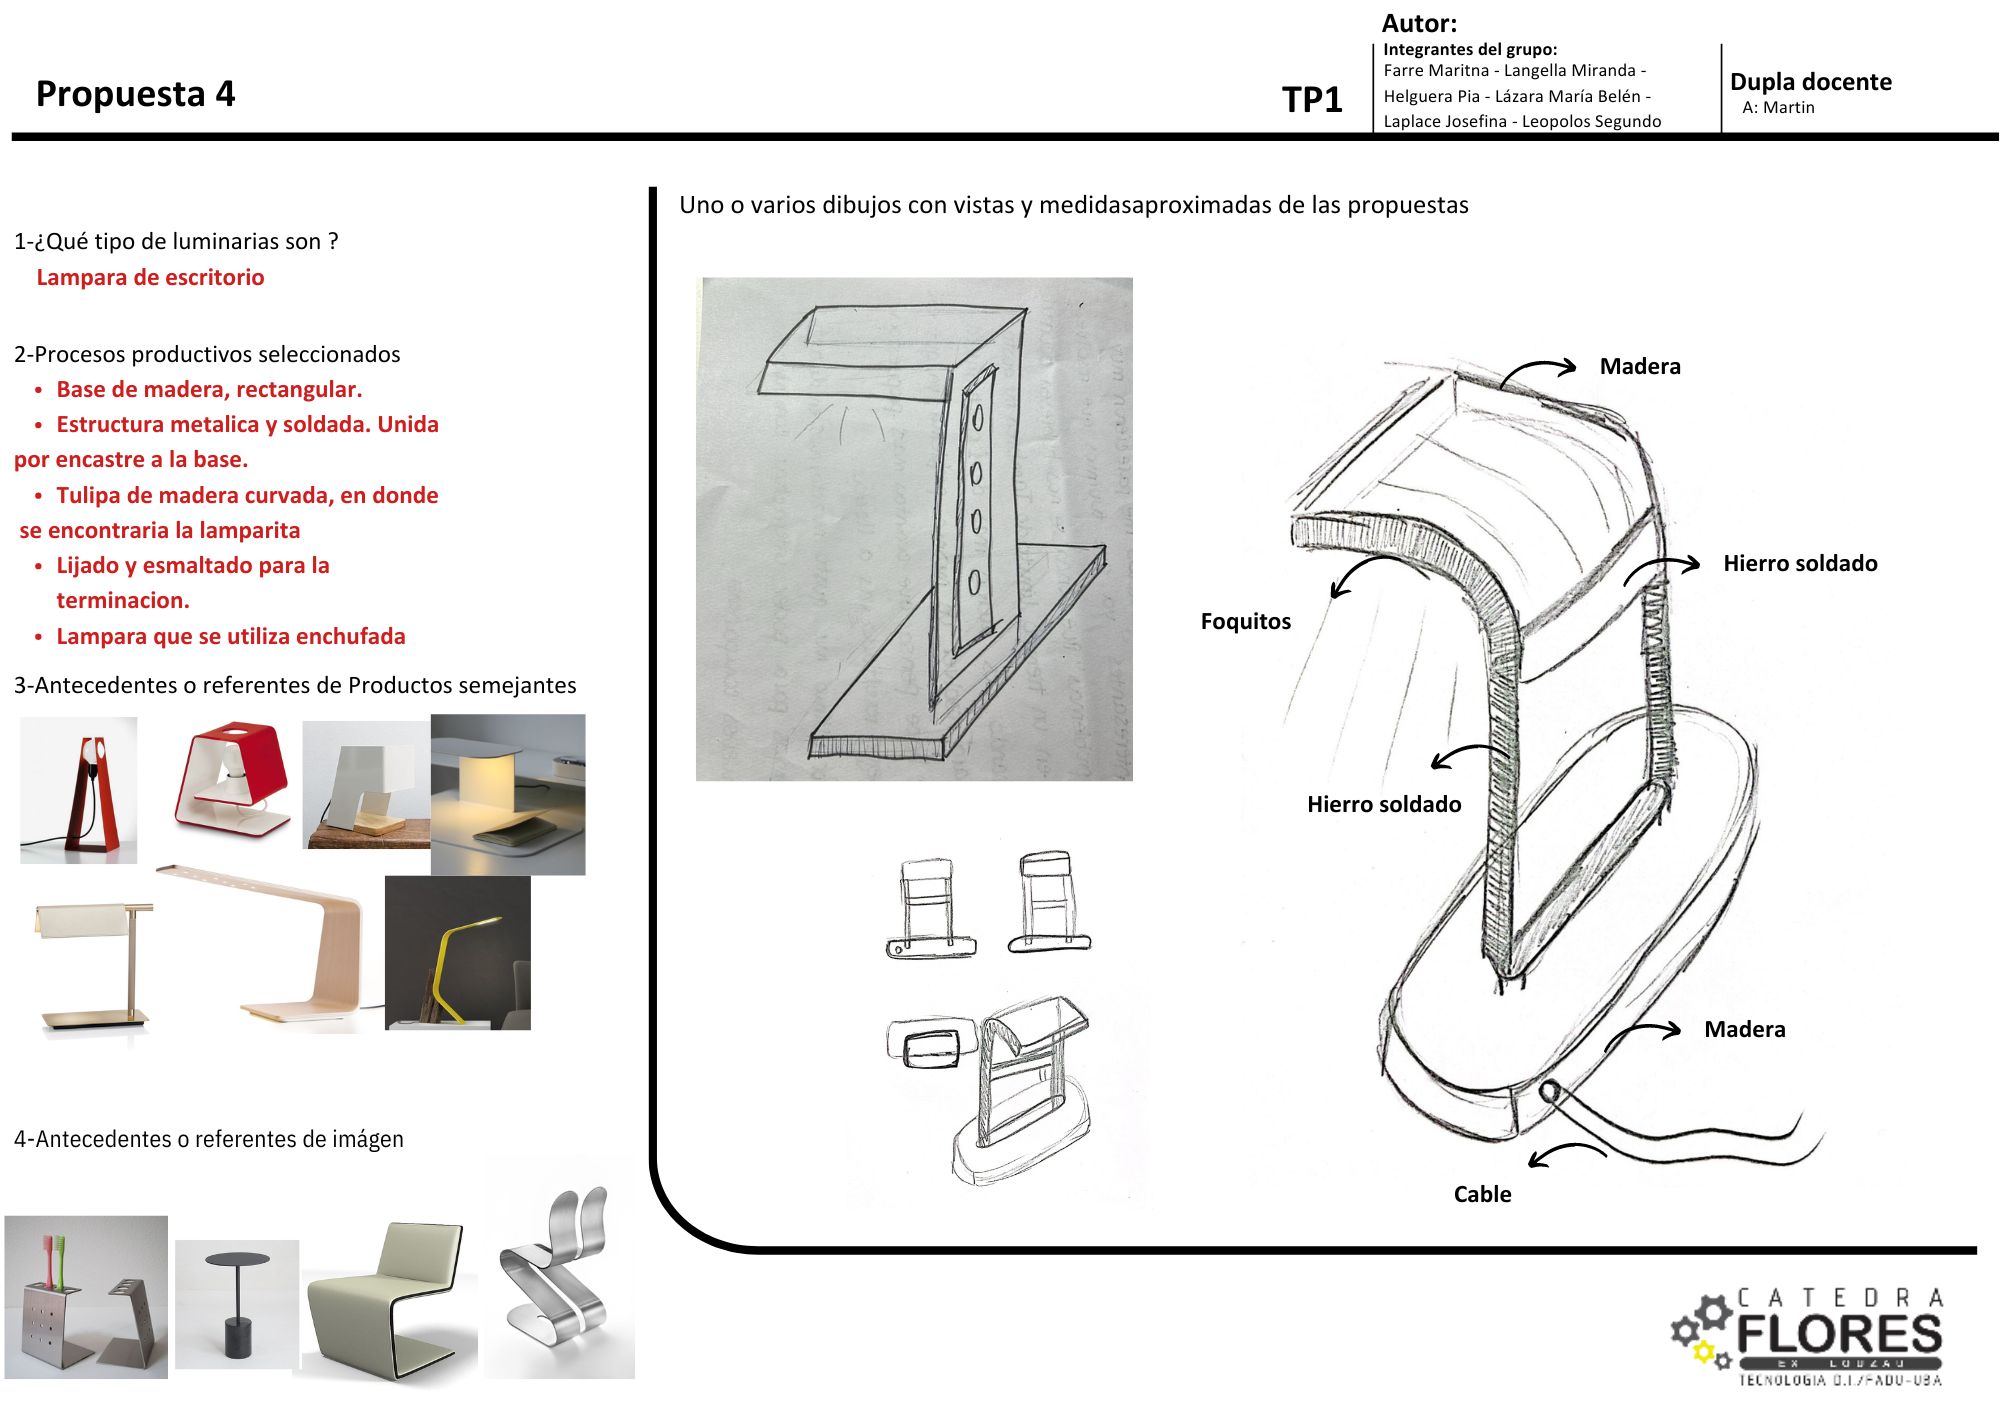 Propuesta 4
TP1
Autor:
Integrantes del grupo:
Farre Maritna - Langella Miranda -
Helguera Pia - Lázara María Belén -
Laplace Josefina - Leopolos Segundo
Dupla docente
A: Martin
1-¿Qué tipo de luminarias son ?
Lampara de escritorio
2-Procesos productivos seleccionados
• Base de madera, rectangular.
• Estructura metalica y soldada. Unida
por encastre a la base.
• Tulipa de madera curvada, en donde
se encontraria la lamparita
• Lijado y esmaltado para la
terminacion.
• Lampara que se utiliza enchufada
3-Antecedentes o referentes de Productos semejantes
4-Antecedentes o referentes de imágen
Uno o varios dibujos con vistas y medidasaproximadas de las propuestas
Madera
Hierro soldado
Foquitos
Hierro soldado
Madera
Cable
CATEDRA
FLORES
EX LOUZAU
TECNOLOGIA D.I./FADU-UBA